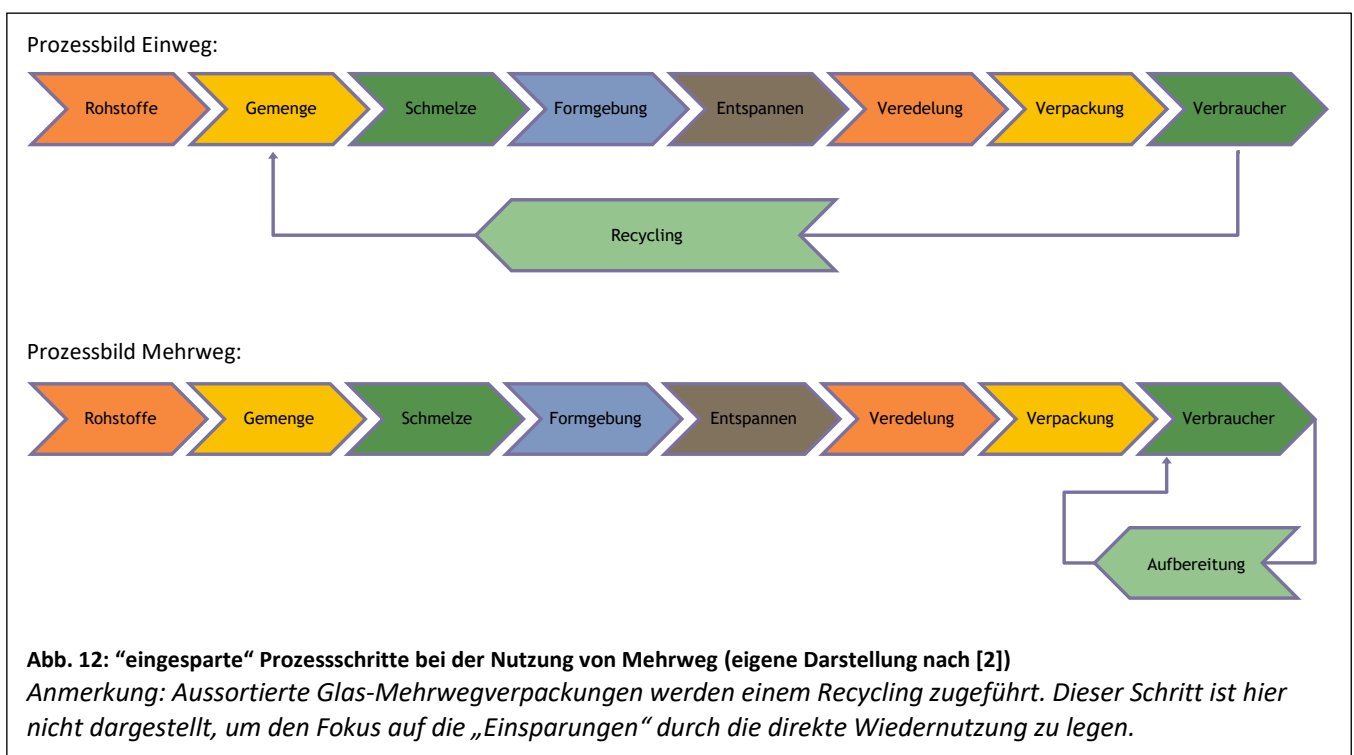 Prozessbild Einweg:
Rohstoffe Gemenge Schmelze Formgebung Entspannen Veredelung Verpackung Verbraucher
Recycling
Prozessbild Mehrweg:
Rohstoffe Gemenge Schmelze Formgebung Entspannen Veredelung Verpackung Verbraucher
Aufbereitung
Abb. 12: “eingesparte“ Prozessschritte bei der Nutzung von Mehrweg (eigene Darstellung nach [2])
Anmerkung: Aussortierte Glas-Mehrwegverpackungen werden einem Recycling zugeführt. Dieser Schritt ist hier
nicht dargestellt, um den Fokus auf die „Einsparungen“ durch die direkte Wiedernutzung zu legen.